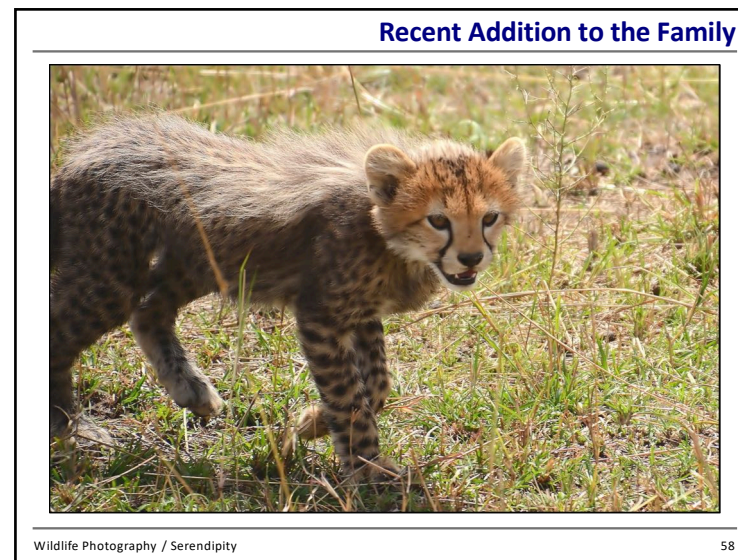 Recent Addition to the Family
Wildlife Photography / Serendipity
58